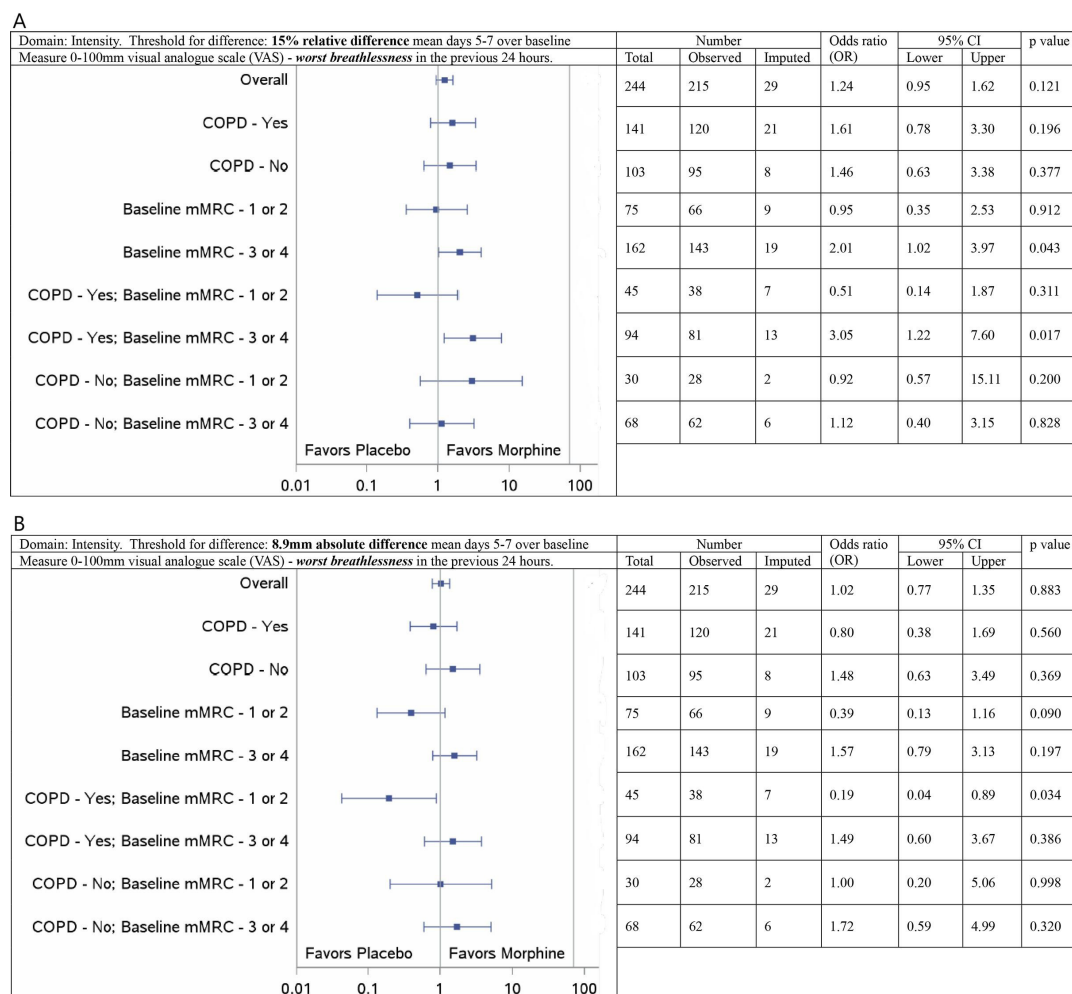 A
Domain: Intensity. Threshold for difference: 15% relative difference mean days 5-7 over baseline Number Odds ratio (OR) 95% CI p value
Measure 0-100mm visual analogue scale (VAS) - worst breathlessness in the previous 24 hours. Total Observed Imputed Lower Upper
Overall 244 215 29 1.24 0.95 1.62 0.121
COPD - Yes 141 120 21 1.61 0.78 3.30 0.196
COPD - No 103 95 8 1.46 0.63 3.38 0.377
Baseline mMRC - 1 or 2 75 66 9 0.95 0.35 2.53 0.912
Baseline mMRC - 3 or 4 162 143 19 2.01 1.02 3.97 0.043
COPD - Yes; Baseline mMRC - 1 or 2 45 38 7 0.51 0.14 1.87 0.311
COPD - Yes; Baseline mMRC - 3 or 4 94 81 13 3.05 1.22 7.60 0.017
COPD - No; Baseline mMRC - 1 or 2 30 28 2 0.92 0.57 15.11 0.200
COPD - No; Baseline mMRC - 3 or 4 68 62 6 1.12 0.40 3.15 0.828
Favors Placebo Favors Morphine
0.01 0.1 1 10 100
B
Domain: Intensity. Threshold for difference: 8.9mm absolute difference mean days 5-7 over baseline Number Odds ratio (OR) 95% CI p value
Measure 0-100mm visual analogue scale (VAS) - worst breathlessness in the previous 24 hours. Total Observed Imputed Lower Upper
Overall 244 215 29 1.02 0.77 1.35 0.883
COPD - Yes 141 120 21 0.80 0.38 1.69 0.560
COPD - No 103 95 8 1.48 0.63 3.49 0.369
Baseline mMRC - 1 or 2 75 66 9 0.39 0.13 1.16 0.090
Baseline mMRC - 3 or 4 162 143 19 1.57 0.79 3.13 0.197
COPD - Yes; Baseline mMRC - 1 or 2 45 38 7 0.19 0.04 0.89 0.034
COPD - Yes; Baseline mMRC - 3 or 4 94 81 13 1.49 0.60 3.67 0.386
COPD - No; Baseline mMRC - 1 or 2 30 28 2 1.00 0.20 5.06 0.998
COPD - No; Baseline mMRC - 3 or 4 68 62 6 1.72 0.59 4.99 0.320
Favors Placebo Favors Morphine
0.01 0.1 1 10 100